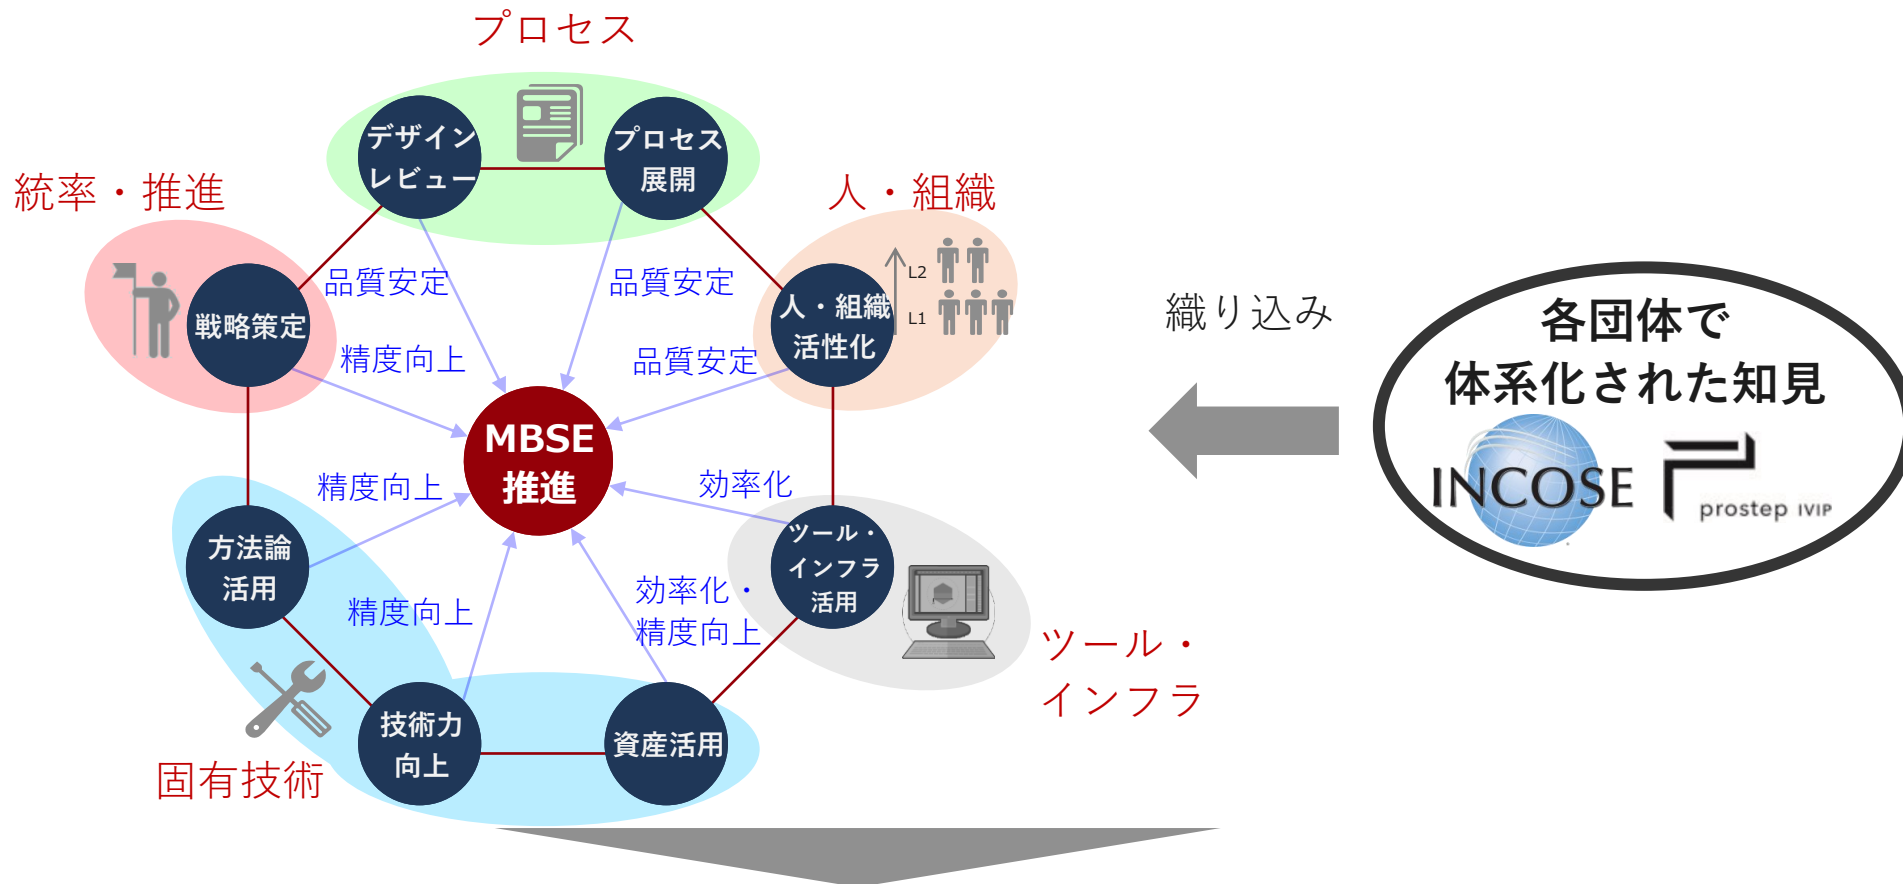 プロセス
デザイン
レビュー
プロセス
展開
統率・推進
人・組織
戦略策定
品質安定
品質安定
人・組織
活性化
L2
L1
精度向上
品質安定
MBSE
推進
精度向上
効率化
方法論
活用
ツール・
インフラ
活用
精度向上
効率化・
精度向上
ツール・
インフラ
技術力
向上
資産活用
固有技術
織り込み
各団体で
体系化された知見
INCOSE
prostep IVIP